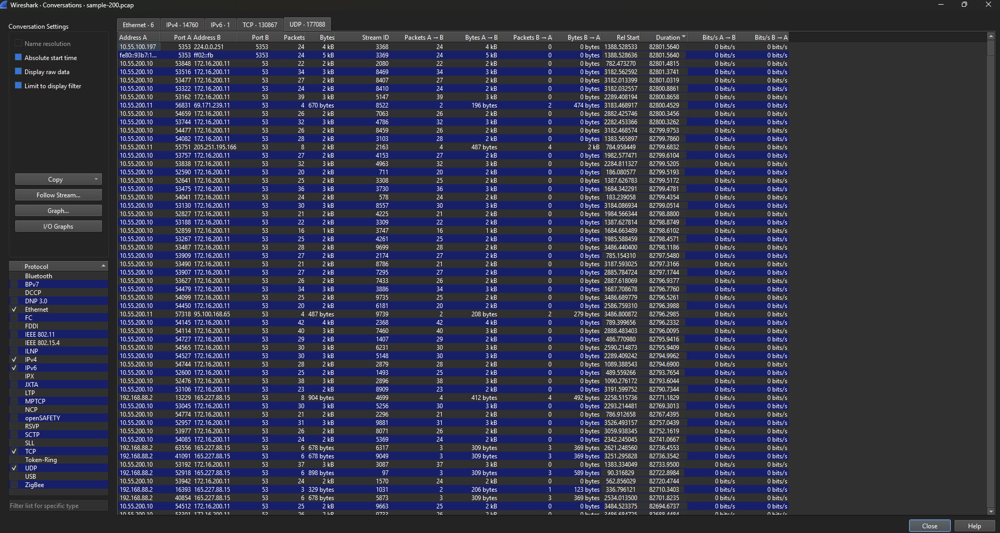 Wireshark · Conversations · sample-200.pcap
Conversation Settings
Name resolution
Absolute start time
Display raw data
Limit to display filter
Copy
Follow Stream...
Graph...
I/O Graphs
Protocol
Bluetooth
BPv7
DCCP
DNP 3.0
Ethernet
FC
FDDI
IEEE 802.11
IEEE 802.15.4
ILNP
IPv4
IPv6
IPX
JXTA
LTP
MPTCP
NCP
openSAFETY
RSVP
SCTP
SLL
TCP
Token-Ring
UDP
USB
ZigBee
Filter list for specific type
Ethernet · 6 IPv4 · 14760 IPv6 · 1 TCP · 130867 UDP · 177088
Address A Port A Address B Port B Packets Bytes Stream ID Packets A → B Bytes A → B Packets B → A Bytes B → A Rel Start Duration Bits/s A → B Bits/s B → A
10.55.100.197 5353 224.0.0.251 5353 24 4 kB 3368 24 4 kB 0 0 bytes 1388.528533 82801.5640 0 bits/s 0 bits/s
fe80::93b7:1... 5353 ff02::fb 5353 24 5 kB 3369 24 5 kB 0 0 bytes 1388.528636 82801.5640 0 bits/s 0 bits/s
10.55.200.10 53848 172.16.200.11 53 22 2 kB 2080 22 2 kB 0 0 bytes 782.473270 82801.4815 0 bits/s 0 bits/s
10.55.200.10 53516 172.16.200.11 53 34 3 kB 8469 34 3 kB 0 0 bytes 3182.562592 82801.3741 0 bits/s 0 bits/s
10.55.200.10 53477 172.16.200.11 53 27 2 kB 8407 27 2 kB 0 0 bytes 3182.013399 82801.0319 0 bits/s 0 bits/s
10.55.200.10 53322 172.16.200.11 53 24 2 kB 8410 24 2 kB 0 0 bytes 3182.032557 82800.8861 0 bits/s 0 bits/s
10.55.200.10 53162 172.16.200.11 53 39 3 kB 5147 39 3 kB 0 0 bytes 2289.408194 82800.8658 0 bits/s 0 bits/s
10.55.200.11 56831 69.171.239.11 53 4 670 bytes 8522 2 196 bytes 2 474 bytes 3183.468917 82800.4529 0 bits/s 0 bits/s
10.55.200.10 54659 172.16.200.11 53 26 2 kB 7063 26 2 kB 0 0 bytes 2882.425746 82800.3456 0 bits/s 0 bits/s
10.55.200.10 53744 172.16.200.11 53 32 3 kB 4786 32 3 kB 0 0 bytes 2282.453366 82800.3262 0 bits/s 0 bits/s
10.55.200.10 54477 172.16.200.11 53 26 2 kB 8459 26 2 kB 0 0 bytes 3182.468574 82799.9753 0 bits/s 0 bits/s
10.55.200.10 54082 172.16.200.11 53 28 2 kB 3103 28 2 kB 0 0 bytes 1383.565897 82799.7860 0 bits/s 0 bits/s
10.55.200.11 55751 205.251.195.166 53 8 2 kB 2163 4 487 bytes 4 2 kB 784.958449 82799.6832 0 bits/s 0 bits/s
10.55.200.10 53757 172.16.200.11 53 27 2 kB 4153 27 2 kB 0 0 bytes 1982.577471 82799.6104 0 bits/s 0 bits/s
10.55.200.10 53838 172.16.200.11 53 32 3 kB 4963 32 3 kB 0 0 bytes 2284.811327 82799.5205 0 bits/s 0 bits/s
10.55.200.10 52590 172.16.200.11 53 20 2 kB 711 20 2 kB 0 0 bytes 186.080577 82799.5193 0 bits/s 0 bits/s
10.55.200.10 52641 172.16.200.11 53 25 2 kB 3308 25 2 kB 0 0 bytes 1387.626783 82799.5172 0 bits/s 0 bits/s
10.55.200.10 53475 172.16.200.11 53 36 3 kB 3730 36 3 kB 0 0 bytes 1684.342291 82799.4781 0 bits/s 0 bits/s
10.55.200.10 54041 172.16.200.11 53 24 2 kB 578 24 2 kB 0 0 bytes 183.239058 82799.4354 0 bits/s 0 bits/s
10.55.200.10 53130 172.16.200.11 53 30 3 kB 8557 30 3 kB 0 0 bytes 3184.086934 82799.0514 0 bits/s 0 bits/s
10.55.200.10 52827 172.16.200.11 53 21 2 kB 4225 21 2 kB 0 0 bytes 1984.566344 82798.8800 0 bits/s 0 bits/s
10.55.200.10 53188 172.16.200.11 53 22 2 kB 3309 22 2 kB 0 0 bytes 1387.627814 82798.8749 0 bits/s 0 bits/s
10.55.200.10 52859 172.16.200.11 53 16 1 kB 3747 16 1 kB 0 0 bytes 1684.663489 82798.6102 0 bits/s 0 bits/s
10.55.200.10 53267 172.16.200.11 53 25 2 kB 4261 25 2 kB 0 0 bytes 1985.588459 82798.4571 0 bits/s 0 bits/s
10.55.200.10 53487 172.16.200.11 53 28 2 kB 9699 28 2 kB 0 0 bytes 3486.440400 82798.1186 0 bits/s 0 bits/s
10.55.200.10 53909 172.16.200.11 53 27 2 kB 2174 27 2 kB 0 0 bytes 785.154310 82797.5480 0 bits/s 0 bits/s
10.55.200.10 53490 172.16.200.11 53 21 2 kB 8786 21 2 kB 0 0 bytes 3187.593025 82797.3166 0 bits/s 0 bits/s
10.55.200.10 53907 172.16.200.11 53 27 2 kB 7295 27 2 kB 0 0 bytes 2885.784724 82797.1744 0 bits/s 0 bits/s
10.55.200.10 53627 172.16.200.11 53 26 2 kB 7433 26 2 kB 0 0 bytes 2887.618069 82796.9377 0 bits/s 0 bits/s
10.55.200.10 54479 172.16.200.11 53 34 3 kB 3886 34 3 kB 0 0 bytes 1687.708678 82796.7760 0 bits/s 0 bits/s
10.55.200.10 54099 172.16.200.11 53 25 2 kB 9735 25 2 kB 0 0 bytes 3486.689779 82796.5261 0 bits/s 0 bits/s
10.55.200.10 54450 172.16.200.11 53 20 2 kB 6181 20 2 kB 0 0 bytes 2586.759310 82796.3988 0 bits/s 0 bits/s
10.55.200.11 57318 95.100.168.65 53 4 487 bytes 9739 2 208 bytes 2 279 bytes 3486.800872 82796.2985 0 bits/s 0 bits/s
10.55.200.10 54145 172.16.200.11 53 42 4 kB 2368 42 4 kB 0 0 bytes 789.399656 82796.2332 0 bits/s 0 bits/s
10.55.200.10 54114 172.16.200.11 53 40 3 kB 7460 40 3 kB 0 0 bytes 2888.483403 82796.0095 0 bits/s 0 bits/s
10.55.200.10 54727 172.16.200.11 53 29 2 kB 1407 29 2 kB 0 0 bytes 486.770980 82795.9416 0 bits/s 0 bits/s
10.55.200.10 54565 172.16.200.11 53 30 3 kB 6231 30 3 kB 0 0 bytes 2590.214873 82795.9409 0 bits/s 0 bits/s
10.55.200.10 54527 172.16.200.11 53 30 3 kB 5148 30 3 kB 0 0 bytes 2289.409242 82794.9962 0 bits/s 0 bits/s
10.55.200.10 54744 172.16.200.11 53 28 2 kB 2879 28 2 kB 0 0 bytes 1089.388543 82794.6900 0 bits/s 0 bits/s
10.55.200.10 52600 172.16.200.11 53 25 2 kB 1493 25 2 kB 0 0 bytes 489.559266 82793.7654 0 bits/s 0 bits/s
10.55.200.10 52476 172.16.200.11 53 38 3 kB 2896 38 3 kB 0 0 bytes 1090.276172 82793.6044 0 bits/s 0 bits/s
10.55.200.10 53106 172.16.200.11 53 23 2 kB 8909 23 2 kB 0 0 bytes 3191.599752 82790.7344 0 bits/s 0 bits/s
192.168.88.2 13229 165.227.88.15 53 8 904 bytes 4699 4 412 bytes 4 492 bytes 2258.515736 82771.1829 0 bits/s 0 bits/s
10.55.200.10 53045 172.16.200.11 53 30 3 kB 5256 30 3 kB 0 0 bytes 2293.214481 82769.3013 0 bits/s 0 bits/s
10.55.200.10 54774 172.16.200.11 53 21 2 kB 2296 21 2 kB 0 0 bytes 786.912658 82767.4395 0 bits/s 0 bits/s
10.55.200.10 52957 172.16.200.11 53 31 3 kB 9881 31 3 kB 0 0 bytes 3526.493157 82757.0439 0 bits/s 0 bits/s
10.55.200.10 53977 172.16.200.11 53 26 2 kB 8071 26 2 kB 0 0 bytes 3059.938345 82752.1619 0 bits/s 0 bits/s
10.55.200.10 54085 172.16.200.11 53 24 2 kB 5369 24 2 kB 0 0 bytes 2342.245045 82741.0667 0 bits/s 0 bits/s
192.168.88.2 63556 165.227.88.15 53 6 678 bytes 6317 3 309 bytes 3 369 bytes 2621.248560 82736.4553 0 bits/s 0 bits/s
192.168.88.2 41091 165.227.88.15 53 6 678 bytes 9049 3 309 bytes 3 369 bytes 3251.295828 82736.3542 0 bits/s 0 bits/s
10.55.200.10 53192 172.16.200.11 53 37 3 kB 3087 37 3 kB 0 0 bytes 1383.334049 82733.9500 0 bits/s 0 bits/s
192.168.88.2 52918 165.227.88.15 53 6 898 bytes 97 3 309 bytes 3 589 bytes 90.316829 82722.8984 0 bits/s 0 bits/s
10.55.200.10 53942 172.16.200.11 53 24 2 kB 1570 24 2 kB 0 0 bytes 562.856029 82720.4744 0 bits/s 0 bits/s
192.168.88.2 16393 165.227.88.15 53 3 329 bytes 1031 2 206 bytes 1 123 bytes 336.796121 82710.3403 0 bits/s 0 bits/s
192.168.88.2 40854 165.227.88.15 53 6 678 bytes 5873 3 309 bytes 3 369 bytes 2534.013500 82701.8235 0 bits/s 0 bits/s
10.55.200.10 54512 172.16.200.11 53 25 2 kB 9663 25 2 kB 0 0 bytes 3484.523375 82694.6737 0 bits/s 0 bits/s
Close Help